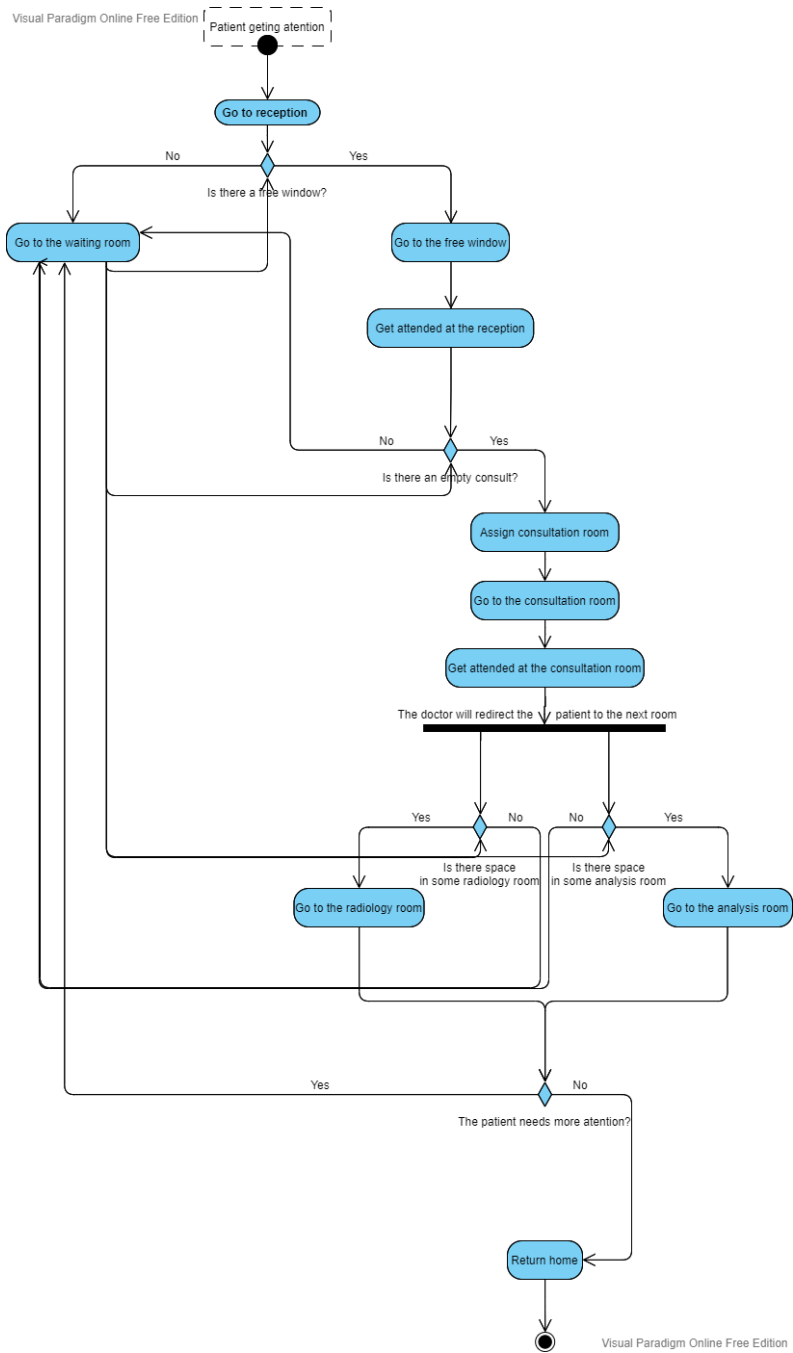 Visual Paradigm Online Free Edition
Patient geting atention
Go to reception
No
Yes
Is there a free window?
Go to the waiting room
Go to the free window
Get attended at the reception
No
Yes
Is there an empty consult?
Assign consultation room
Go to the consultation room
Get attended at the consultation room
The doctor will redirect the patient to the next room
Yes
No
No
Yes
Is there space
in some radiology room
Is there space
in some analysis room
Go to the radiology room
Go to the analysis room
Yes
No
The patient needs more atention?
Return home
Visual Paradigm Online Free Edition